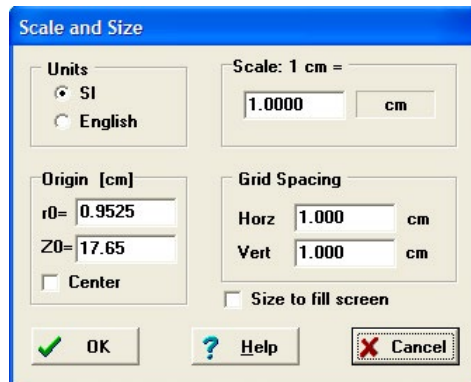 Scale and Size
Units
SI
English
Scale: 1 cm =
1.0000 cm
Origin [cm]
r0= 0.9525
Z0= 17.65
Center
Grid Spacing
Horz 1.000 cm
Vert 1.000 cm
Size to fill screen
OK
Help
Cancel